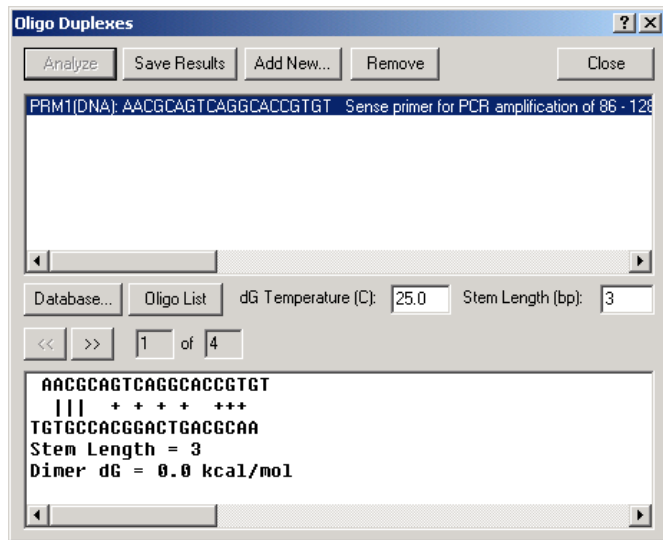 Oligo Duplexes
Analyze Save Results Add New... Remove Close
PRM1(DNA): AACGCAGTCAGGCACCGTGT Sense primer for PCR amplification of 86 - 128
Database... Oligo List dG Temperature (C): 25.0 Stem Length (bp): 3
<< >> 1 of 4
AACGCAGTCAGGCACCGTGT
||| + + + + +++
TGTGCCACGGACTGACGCAA
Stem Length = 3
Dimer dG = 0.0 kcal/mol